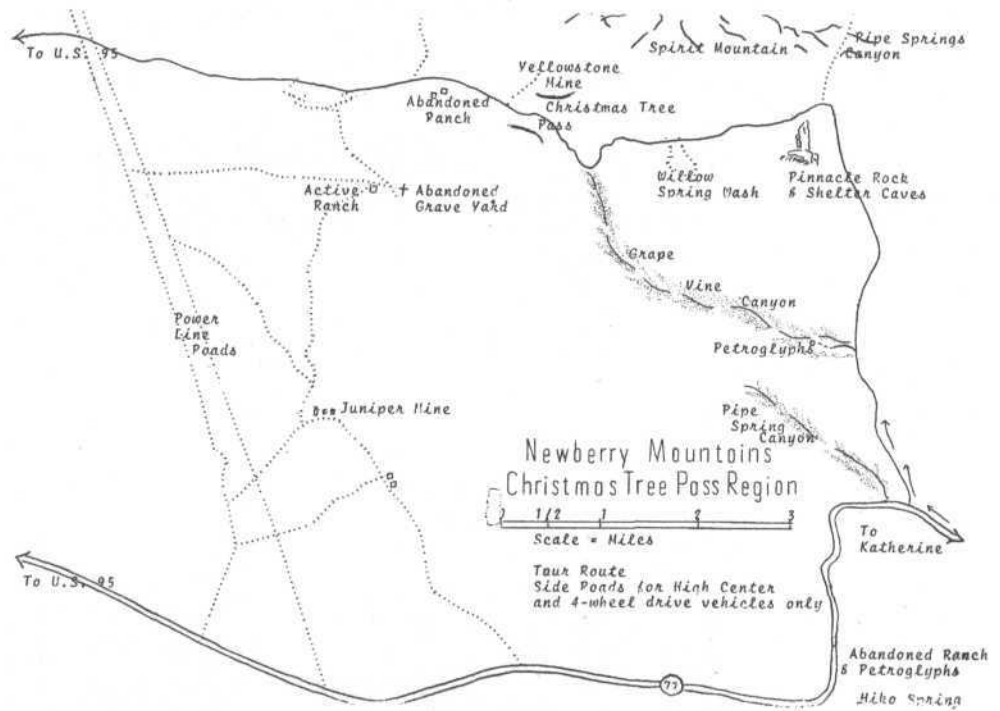 To U.S. 95
Spirit Mountain
Pipe Springs
Canyon
Yellowstone
Mine
Abandoned
Ranch
Christmas Tree
Pass
Willow
Spring Wash
Pinnacle Rock
& Shelter Caves
Active
Ranch
Abandoned
Grave Yard
Grape
Vine
Canyon
Petroglyphs
Power
Line
Roads
Juniper Mine
Pipe
Spring
Canyon
Newberry Mountains
Christmas Tree Pass Region
0 1/2 1 2 3
Scale = Miles
To
Katherine
To U.S. 95
Tour Route
Side Roads for High Center
and 4-wheel drive vehicles only
77
Abandoned Ranch
& Petroglyphs
Hiko Spring